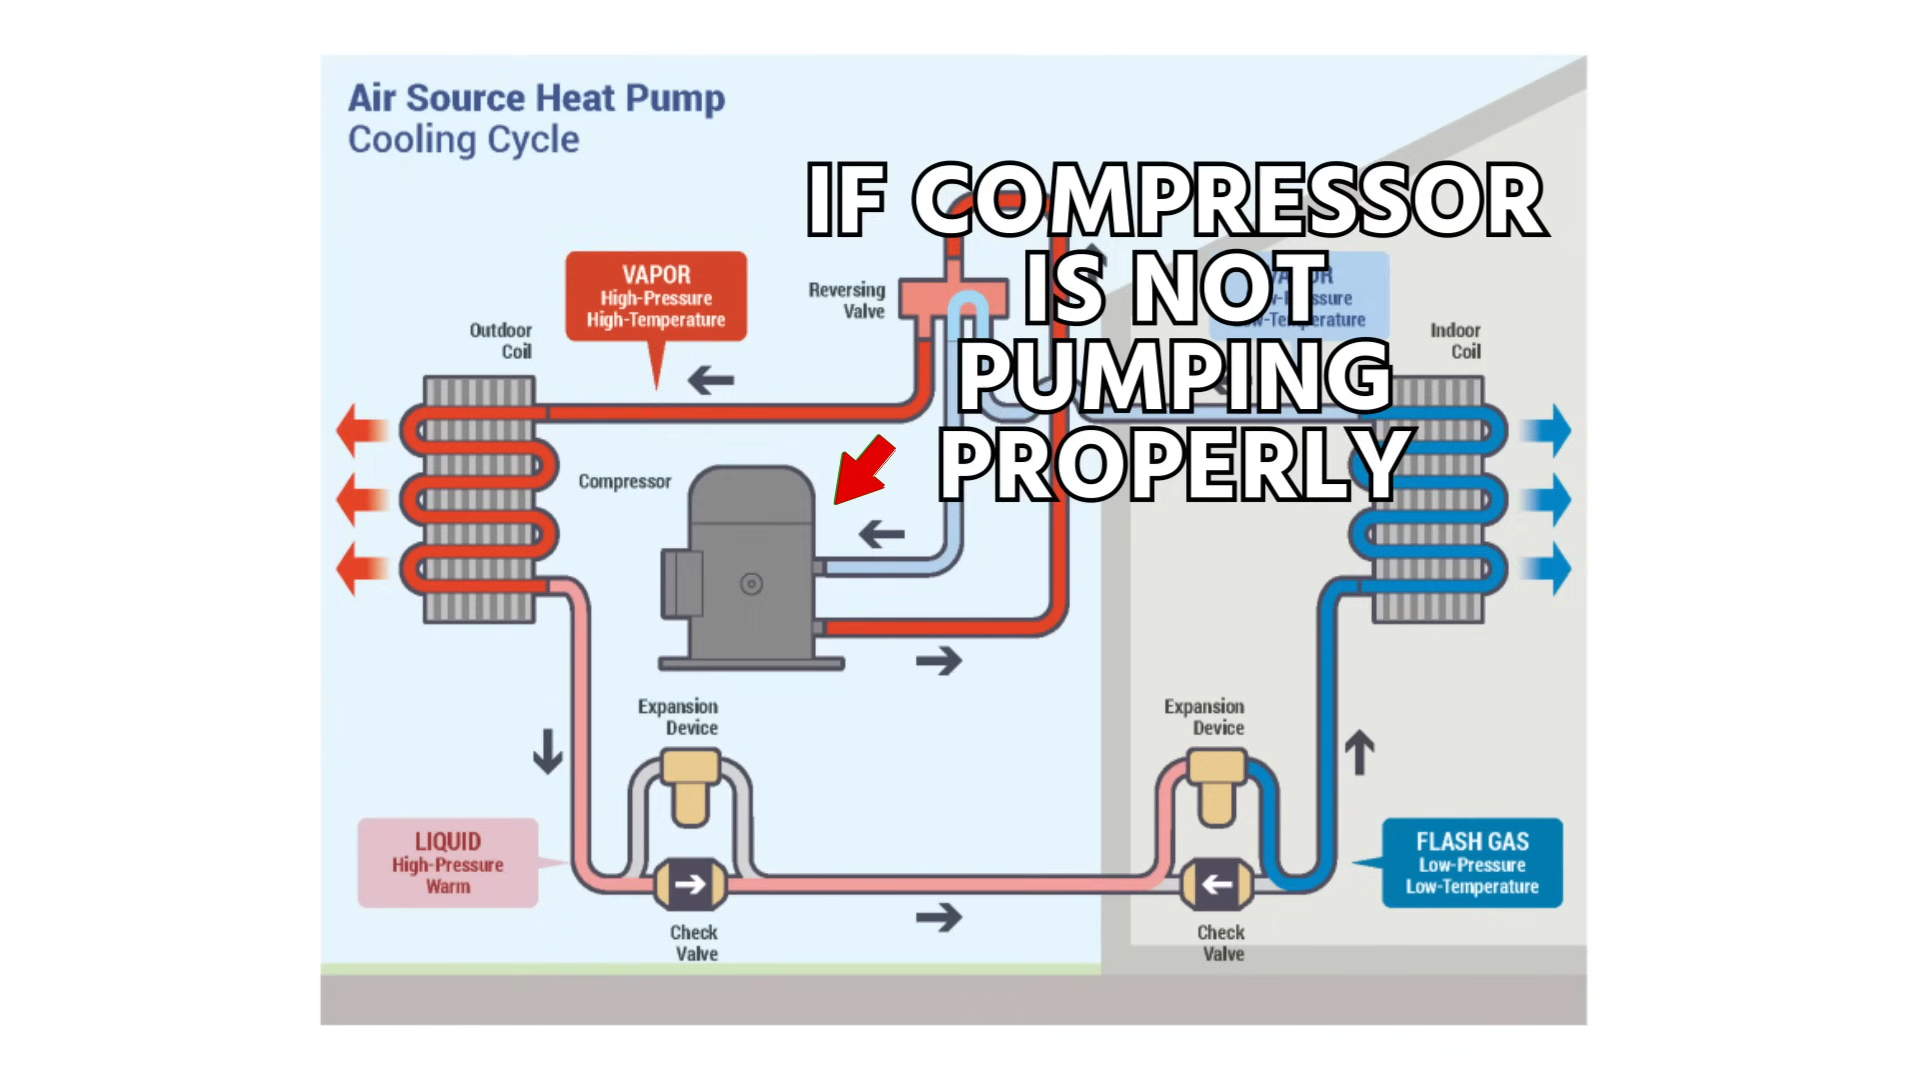 Air Source Heat Pump
Cooling Cycle
IF COMPRESSOR
IS NOT
PUMPING
PROPERLY
VAPOR
High-Pressure
High-Temperature
Reversing
Valve
Outdoor
Coil
Indoor
Coil
Compressor
Expansion
Device
Expansion
Device
LIQUID
High-Pressure
Warm
FLASH GAS
Low-Pressure
Low-Temperature
Check
Valve
Check
Valve